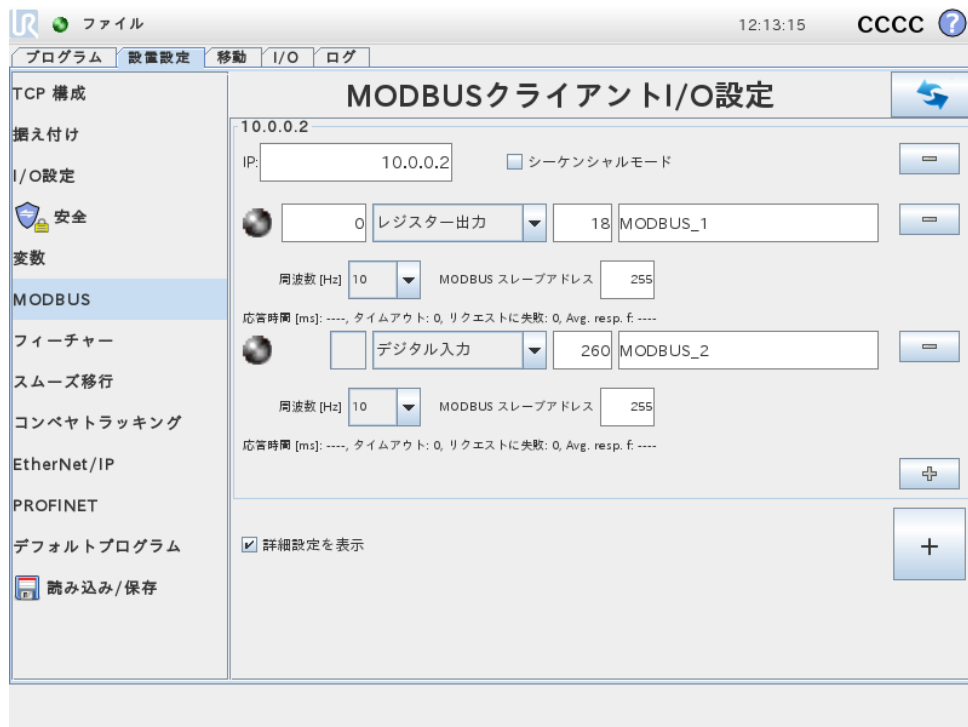 UR ファイル 12:13:15 CCCC ?
プログラム 設置設定 移動 I/O ログ
TCP 構成
据え付け
I/O設定
安全
変数
MODBUS
フィーチャー
スムーズ移行
コンベヤトラッキング
EtherNet/IP
PROFINET
デフォルトプログラム
読み込み/保存
MODBUSクライアントI/O設定
10.0.0.2
IP: 10.0.0.2 シーケンシャルモード
0 レジスター出力 18 MODBUS_1
周波数 [Hz] 10 MODBUS スレーブアドレス 255
応答時間 [ms]: ----, タイムアウト: 0, リクエストに失敗: 0, Avg. resp. f: ----
デジタル入力 260 MODBUS_2
周波数 [Hz] 10 MODBUS スレーブアドレス 255
応答時間 [ms]: ----, タイムアウト: 0, リクエストに失敗: 0, Avg. resp. f: ----
詳細設定を表示